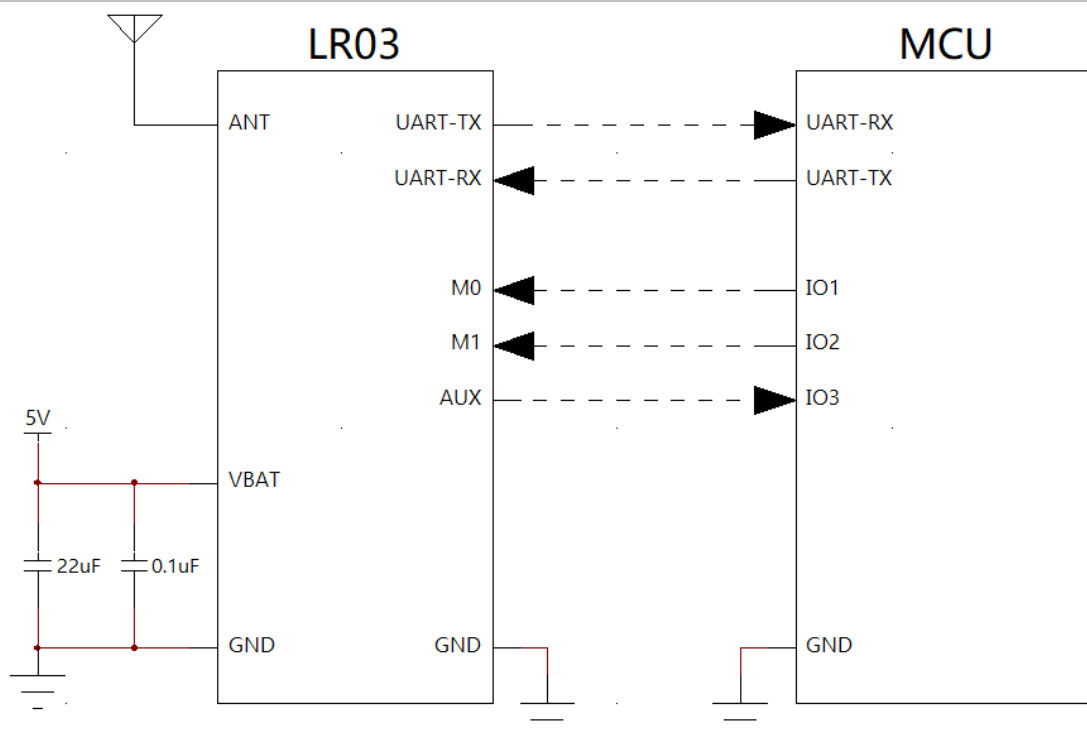 LR03
MCU
ANT
UART-TX
UART-RX
UART-RX
UART-TX
M0
IO1
M1
IO2
AUX
IO3
5V
VBAT
22uF
0.1uF
GND
GND
GND